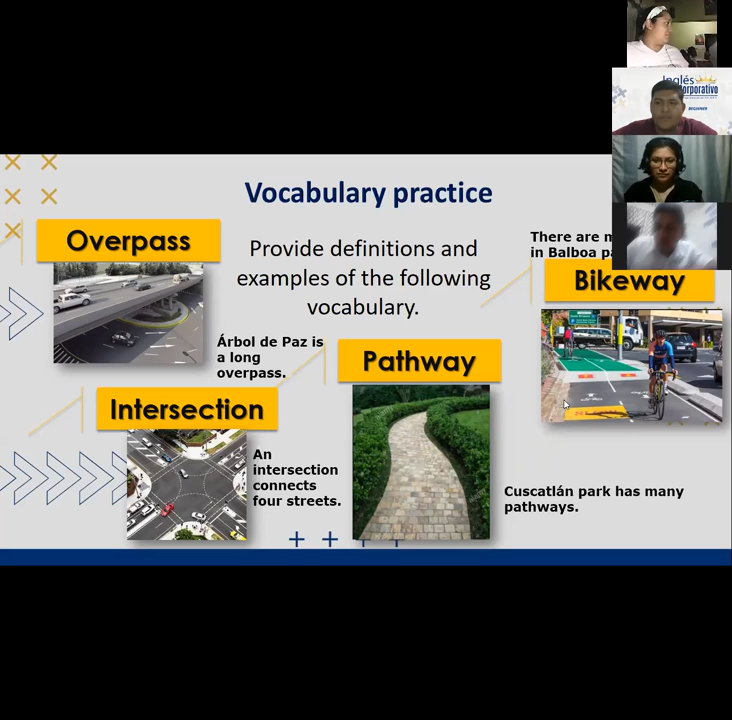 Inglés
Corporativo
BEGINNER
Vocabulary practice
Overpass
Provide definitions and
examples of the following
vocabulary.
There are
in Balboa
Bikeway
Árbol de Paz is
a long
overpass.
Pathway
Intersection
An
intersection
connects
four streets.
Cuscatlán park has many
pathways.